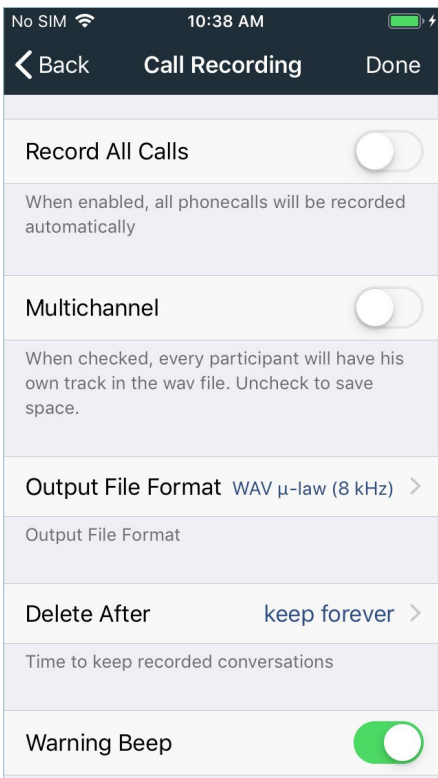 No SIM 10:38 AM
Back Call Recording Done
Record All Calls
When enabled, all phonecalls will be recorded
automatically
Multichannel
When checked, every participant will have his
own track in the wav file. Uncheck to save
space.
Output File Format WAV μ-law (8 kHz)
Output File Format
Delete After keep forever
Time to keep recorded conversations
Warning Beep